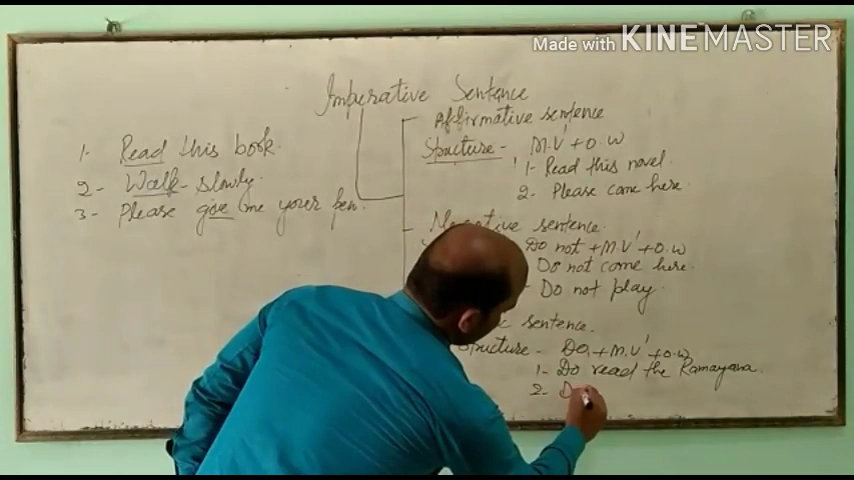 Made with KINEMASTER
Imperative Sentence
1- Read this book.
2- Walk - slowly.
3- Please give me your pen.
Affirmative sentence
Structure - M.V' + O.W
1- Read this novel.
2- Please come here.
Negative sentence.
Do not + M.V' + O.W
Do not come here.
Do not play.
sentence.
Structure - Do + M.V' + O.W
1- Do read the Ramayana.
2- D